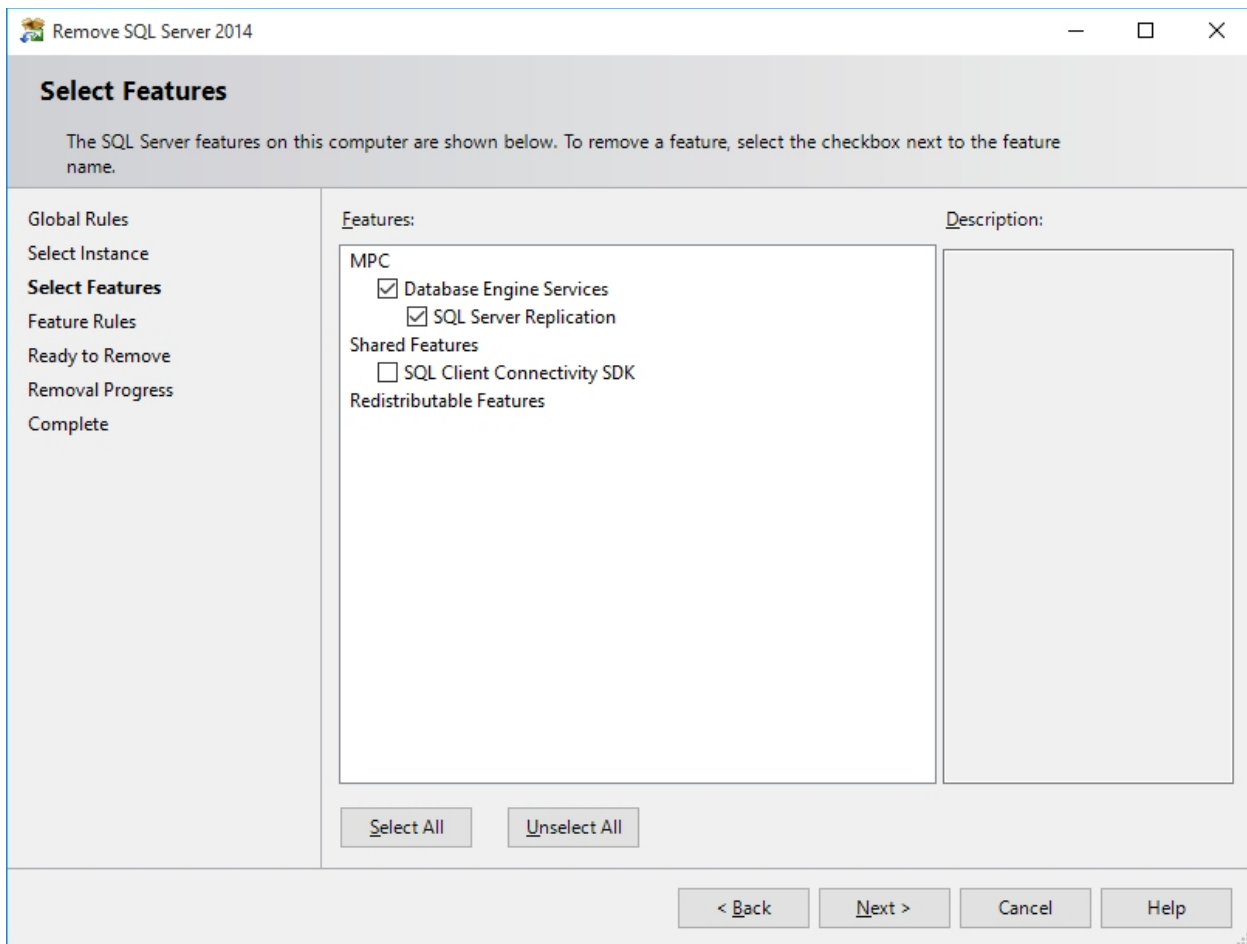 Remove SQL Server 2014
Select Features
The SQL Server features on this computer are shown below. To remove a feature, select the checkbox next to the feature
name.
Global Rules
Select Instance
Select Features
Feature Rules
Ready to Remove
Removal Progress
Complete
Features:
MPC
Database Engine Services
SQL Server Replication
Shared Features
SQL Client Connectivity SDK
Redistributable Features
Description:
Select All
Unselect All
< Back
Next >
Cancel
Help